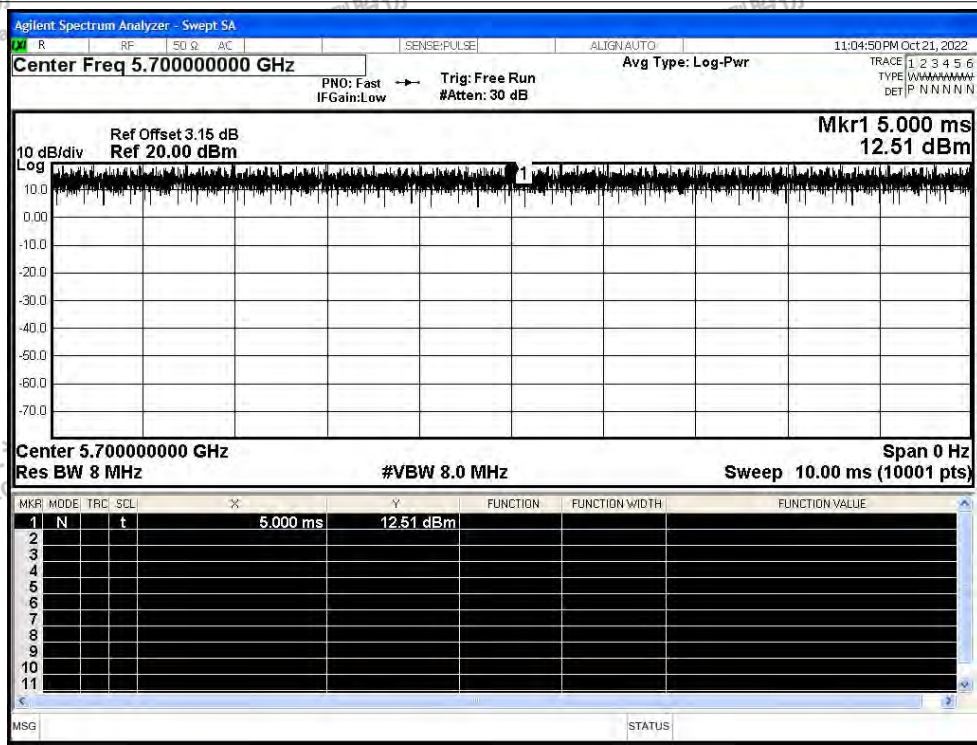 Agilent Spectrum Analyzer - Swept SA
R RF 50 Ω AC SENSE:PULSE ALIGN AUTO 11:04:50 PM Oct 21, 2022
Center Freq 5.700000000 GHz
PNO: Fast
IFGain:Low
Trig: Free Run
#Atten: 30 dB
Avg Type: Log-Pwr
TRACE 1 2 3 4 5 6
TYPE WWWWWW
DET P N N N N N
Mkr1 5.000 ms
12.51 dBm
Ref Offset 3.15 dB
10 dB/div Ref 20.00 dBm
Log
1
10.0
0.00
-10.0
-20.0
-30.0
-40.0
-50.0
-60.0
-70.0
Center 5.700000000 GHz Span 0 Hz
Res BW 8 MHz #VBW 8.0 MHz Sweep 10.00 ms (10001 pts)
MKR MODE TRC SCL X Y FUNCTION FUNCTION WIDTH FUNCTION VALUE
1 N t 5.000 ms 12.51 dBm
2
3
4
5
6
7
8
9
10
11
MSG STATUS